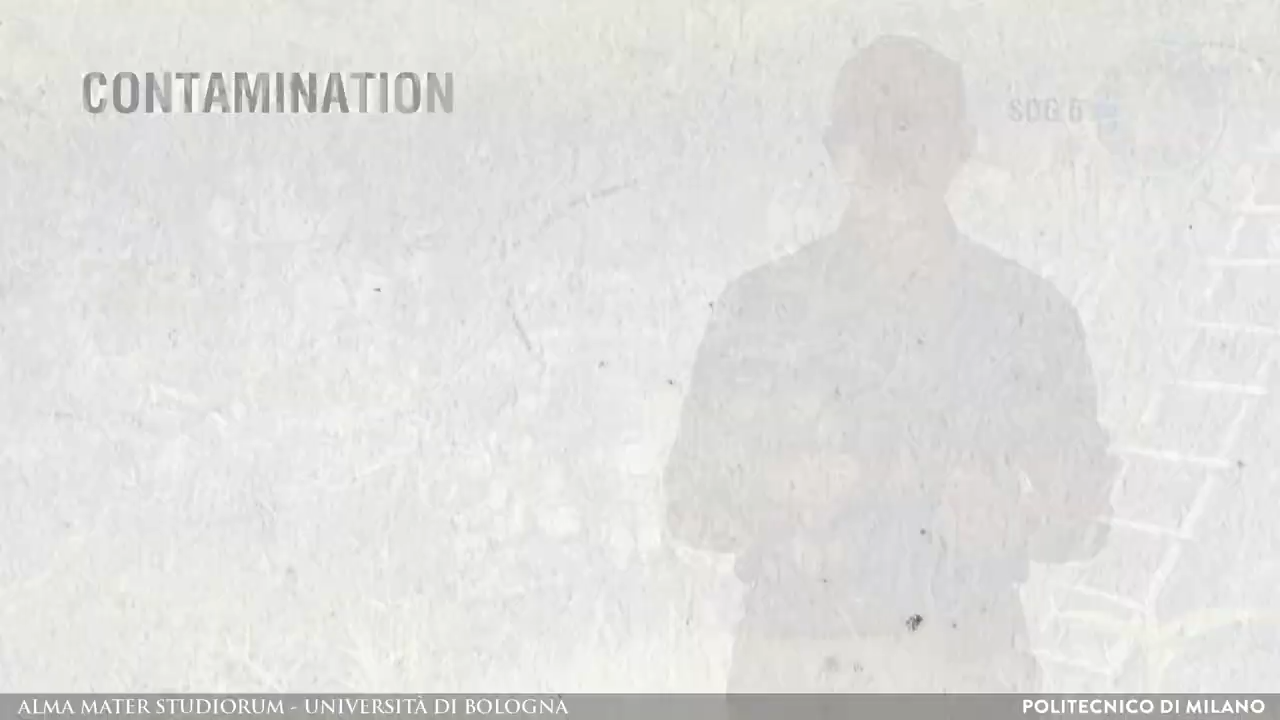 CONTAMINATION
SDG 6
ALMA MATER STUDIORUM - UNIVERSITÀ DI BOLOGNA
POLITECNICO DI MILANO